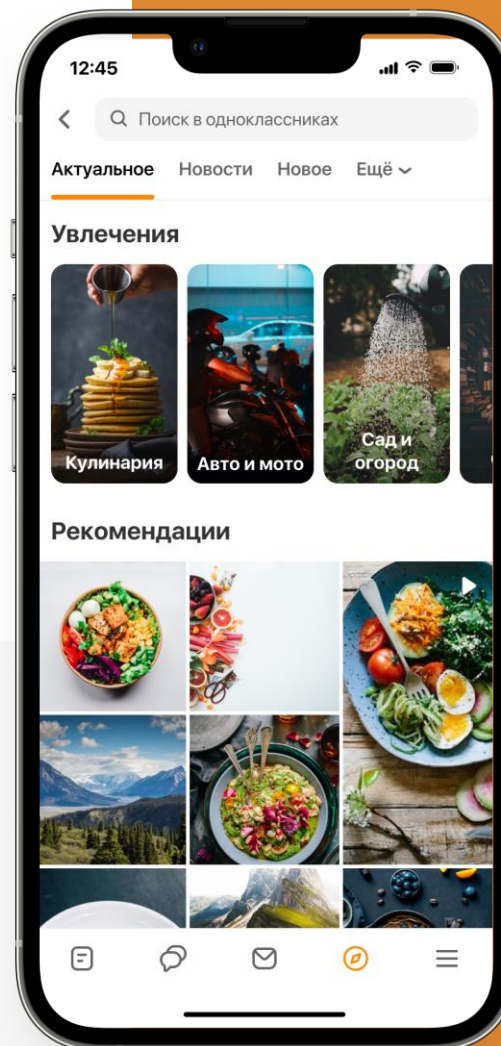 12:45
Поиск в одноклассниках
Актуальное Новости Новое Ещё
Увлечения
Кулинария
Авто и мото
Сад и
огород
Рекомендации